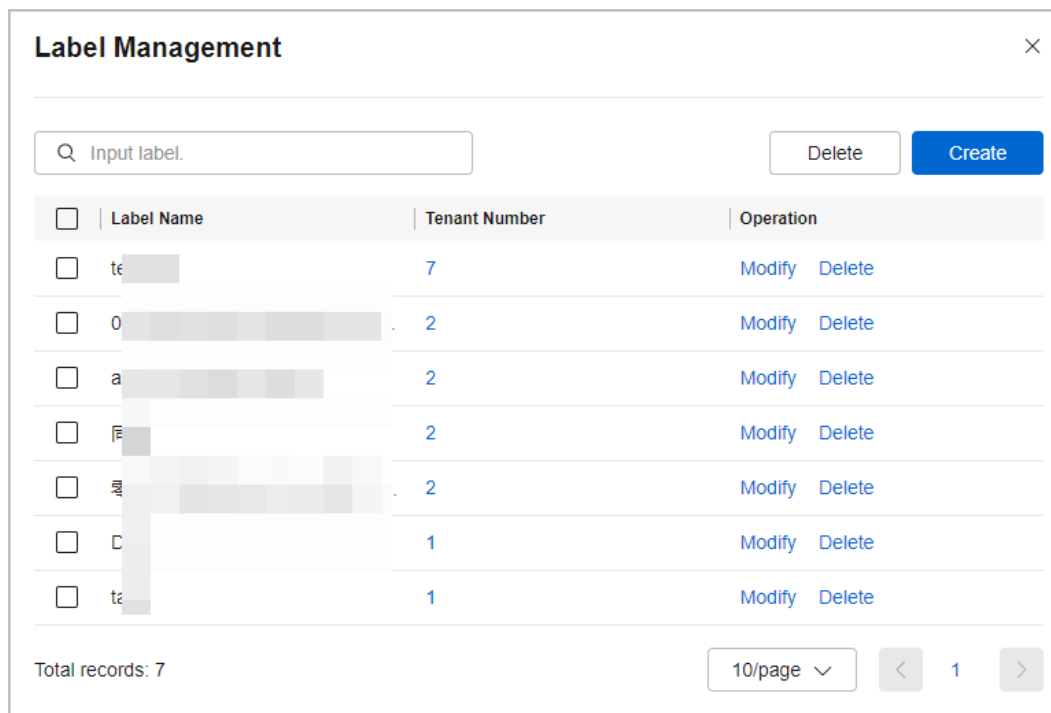 Label Management
Input label.
Delete
Create
Label Name Tenant Number Operation
7 Modify Delete
2 Modify Delete
2 Modify Delete
2 Modify Delete
2 Modify Delete
1 Modify Delete
1 Modify Delete
Total records: 7
10/page
1